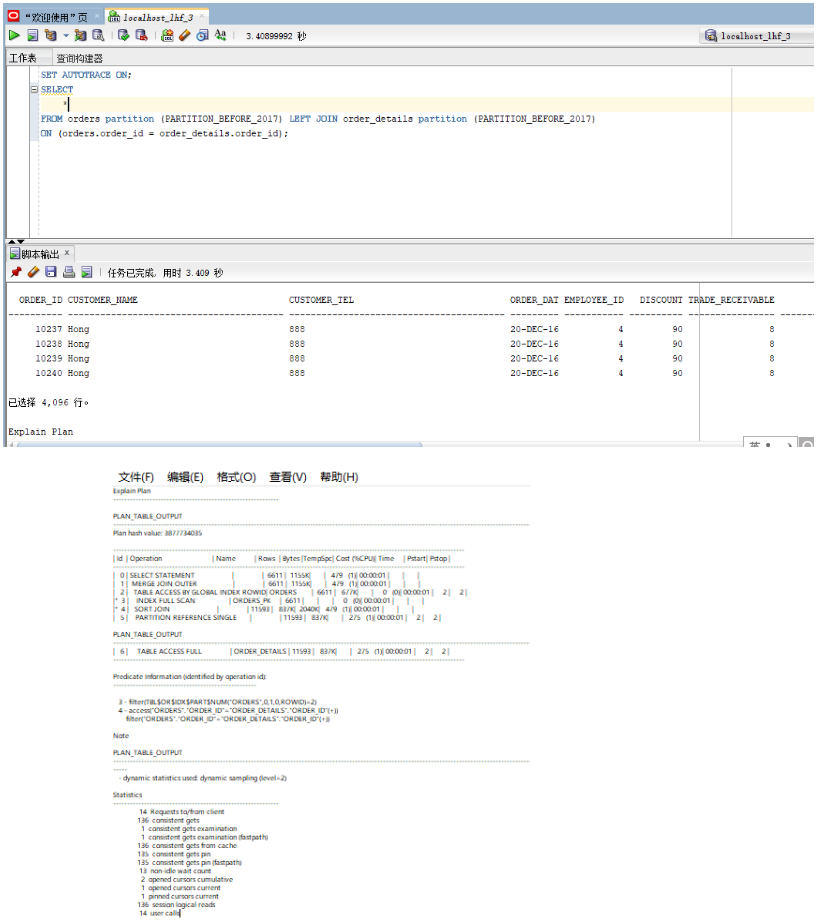 "欢迎使用"页 × localhost_lhf_3 ×
3.40899992 秒 localhost_lhf_3
工作表 查询构建器
SET AUTOTRACE ON;
SELECT
*
FROM orders partition (PARTITION_BEFORE_2017) LEFT JOIN order_details partition (PARTITION_BEFORE_2017)
ON (orders.order_id = order_details.order_id);
脚本输出 ×
任务已完成, 用时 3.409 秒
ORDER_ID CUSTOMER_NAME CUSTOMER_TEL ORDER_DAT EMPLOYEE_ID DISCOUNT TRADE_RECEIVABLE
10237 Hong 888 20-DEC-16 4 90 8
10238 Hong 888 20-DEC-16 4 90 8
10239 Hong 888 20-DEC-16 4 90 8
10240 Hong 888 20-DEC-16 4 90 8
已选择 4,096 行。
Explain Plan
文件(F) 编辑(E) 格式(O) 查看(V) 帮助(H)
Explain Plan
PLAN_TABLE_OUTPUT
Plan hash value: 3877734035
| Id | Operation | Name | Rows | Bytes |TempSpc| Cost (%CPU)| Time | Pstart| Pstop |
| 0 | SELECT STATEMENT | | 6611 | 1155K| | 479 (1)| 00:00:01 | | |
| 1 | MERGE JOIN OUTER | | 6611 | 1155K| | 479 (1)| 00:00:01 | | |
| 2 | TABLE ACCESS BY GLOBAL INDEX ROWID| ORDERS | 6611 | 677K| | 0 (0)| 00:00:01 | 2 | 2 |
|* 3 | INDEX FULL SCAN | ORDERS_PK | 6611 | | | 0 (0)| 00:00:01 | | |
|* 4 | SORT JOIN | | 11593 | 837K| 2040K| 479 (1)| 00:00:01 | | |
| 5 | PARTITION REFERENCE SINGLE | | 11593 | 837K| | 275 (1)| 00:00:01 | 2 | 2 |
PLAN_TABLE_OUTPUT
| 6 | TABLE ACCESS FULL | ORDER_DETAILS | 11593 | 837K| | 275 (1)| 00:00:01 | 2 | 2 |
Predicate Information (identified by operation id):
3 - filter(TBL$OR$IDX$PART$NUM("ORDERS",0,1,0,ROWID)=2)
4 - access("ORDERS"."ORDER_ID"="ORDER_DETAILS"."ORDER_ID"(+))
filter("ORDERS"."ORDER_ID"="ORDER_DETAILS"."ORDER_ID"(+))
Note
PLAN_TABLE_OUTPUT
-----
- dynamic statistics used: dynamic sampling (level=2)
Statistics
14 Requests to/from client
136 consistent gets
1 consistent gets examination
1 consistent gets examination (fastpath)
136 consistent gets from cache
135 consistent gets pin
135 consistent gets pin (fastpath)
13 non-idle wait count
2 opened cursors cumulative
1 opened cursors current
1 pinned cursors current
136 session logical reads
14 user calls